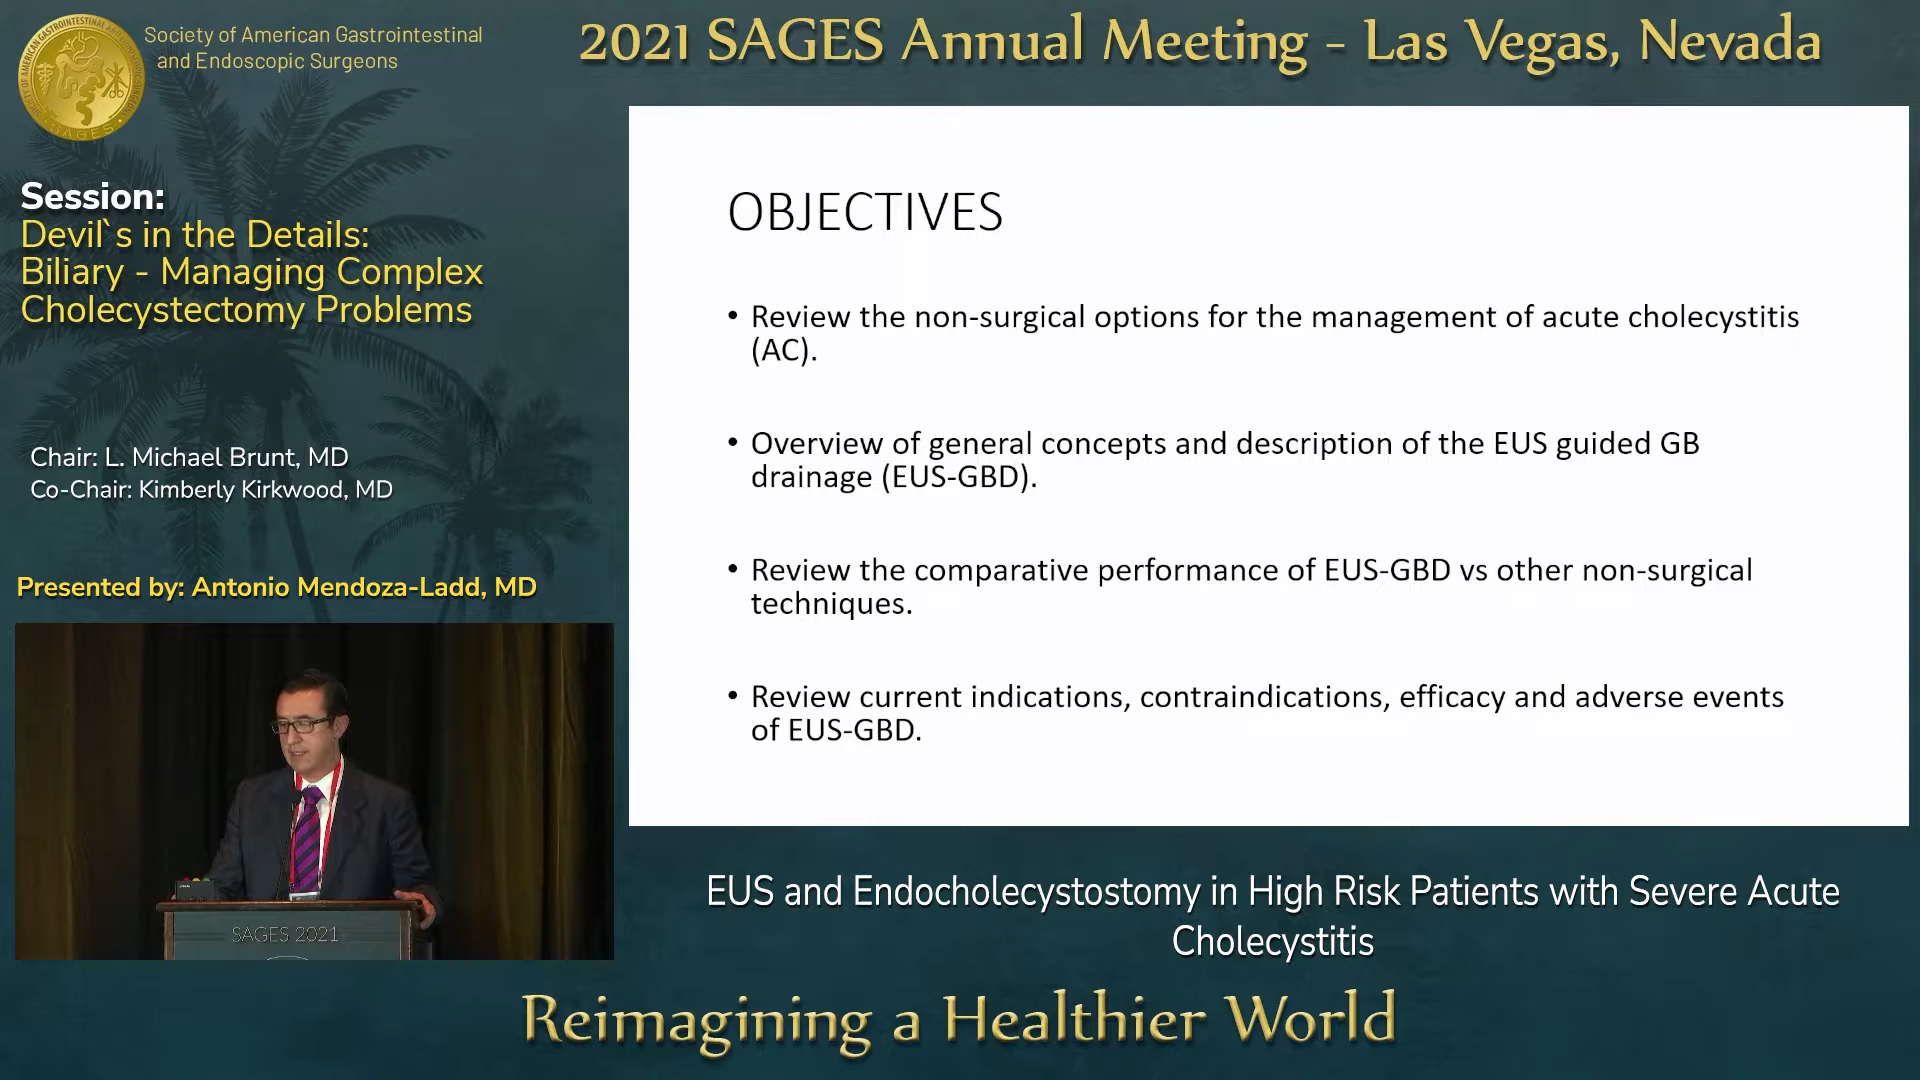 Society of American Gastrointestinal
and Endoscopic Surgeons
2021 SAGES Annual Meeting - Las Vegas, Nevada
SAGES
Session:
Devil`s in the Details:
Biliary - Managing Complex
Cholecystectomy Problems
Chair: L. Michael Brunt, MD
Co-Chair: Kimberly Kirkwood, MD
Presented by: Antonio Mendoza-Ladd, MD
SAGES 2021
OBJECTIVES
• Review the non-surgical options for the management of acute cholecystitis
(AC).
• Overview of general concepts and description of the EUS guided GB
drainage (EUS-GBD).
• Review the comparative performance of EUS-GBD vs other non-surgical
techniques.
• Review current indications, contraindications, efficacy and adverse events
of EUS-GBD.
EUS and Endocholecystostomy in High Risk Patients with Severe Acute
Cholecystitis
Reimagining a Healthier World